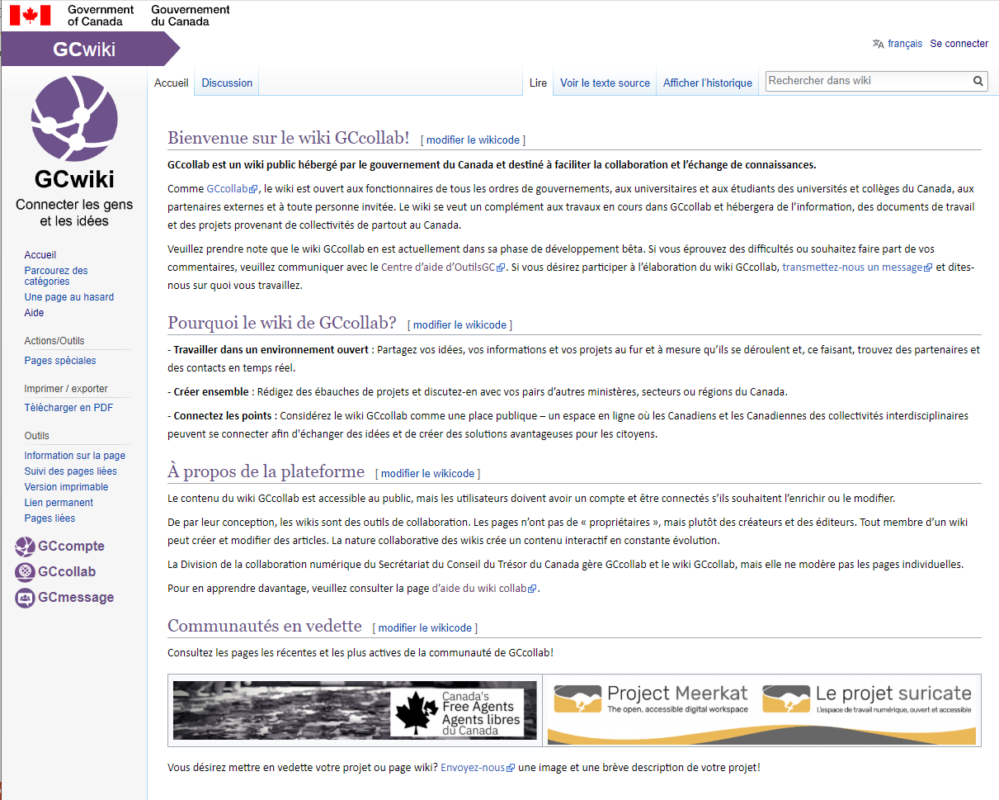 Government of Canada
Gouvernement du Canada
GCwiki
français Se connecter
Accueil Discussion Lire Voir le texte source Afficher l'historique Rechercher dans wiki
GCwiki
Connecter les gens
et les idées
Accueil
Parcourez des
catégories
Une page au hasard
Aide
Actions/Outils
Pages spéciales
Imprimer / exporter
Télécharger en PDF
Outils
Information sur la page
Suivi des pages liées
Version imprimable
Lien permanent
Pages liées
GCcompte
GCcollab
GCmessage
Bienvenue sur le wiki GCcollab! [ modifier le wikicode ]
GCcollab est un wiki public hébergé par le gouvernement du Canada et destiné à faciliter la collaboration et l'échange de connaissances.
Comme GCcollab, le wiki est ouvert aux fonctionnaires de tous les ordres de gouvernements, aux universitaires et aux étudiants des universités et collèges du Canada, aux
partenaires externes et à toute personne invitée. Le wiki se veut un complément aux travaux en cours dans GCcollab et hébergera de l'information, des documents de travail
et des projets provenant de collectivités de partout au Canada.
Veuillez prendre note que le wiki GCcollab en est actuellement dans sa phase de développement bêta. Si vous éprouvez des difficultés ou souhaitez faire part de vos
commentaires, veuillez communiquer avec le Centre d'aide d'OutilsGC. Si vous désirez participer à l'élaboration du wiki GCcollab, transmettez-nous un message et dites-
nous sur quoi vous travaillez.
Pourquoi le wiki de GCcollab? [ modifier le wikicode ]
- Travailler dans un environnement ouvert : Partagez vos idées, vos informations et vos projets au fur et à mesure qu'ils se déroulent et, ce faisant, trouvez des partenaires et
des contacts en temps réel.
- Créer ensemble : Rédigez des ébauches de projets et discutez-en avec vos pairs d'autres ministères, secteurs ou régions du Canada.
- Connectez les points : Considérez le wiki GCcollab comme une place publique – un espace en ligne où les Canadiens et les Canadiennes des collectivités interdisciplinaires
peuvent se connecter afin d'échanger des idées et de créer des solutions avantageuses pour les citoyens.
À propos de la plateforme [ modifier le wikicode ]
Le contenu du wiki GCcollab est accessible au public, mais les utilisateurs doivent avoir un compte et être connectés s'ils souhaitent l'enrichir ou le modifier.
De par leur conception, les wikis sont des outils de collaboration. Les pages n'ont pas de « propriétaires », mais plutôt des créateurs et des éditeurs. Tout membre d'un wiki
peut créer et modifier des articles. La nature collaborative des wikis crée un contenu interactif en constante évolution.
La Division de la collaboration numérique du Secrétariat du Conseil du Trésor du Canada gère GCcollab et le wiki GCcollab, mais elle ne modère pas les pages individuelles.
Pour en apprendre davantage, veuillez consulter la page d'aide du wiki collab.
Communautés en vedette [ modifier le wikicode ]
Consultez les pages les récentes et les plus actives de la communauté de GCcollab!
Canada's
Free Agents
Agents libres
du Canada
Project Meerkat
The open, accessible digital workspace
Le projet suricate
L'espace de travail numérique, ouvert et accessible
Vous désirez mettre en vedette votre projet ou page wiki? Envoyez-nous une image et une brève description de votre projet!